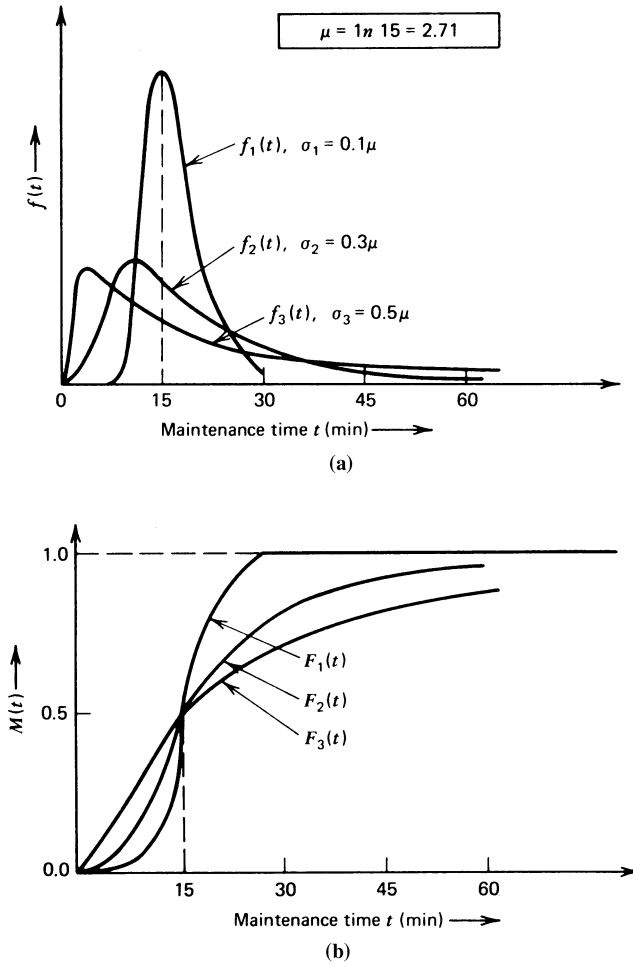 μ = 1n 15 = 2.71
f(t)
f₁(t), σ₁ = 0.1μ
f₂(t), σ₂ = 0.3μ
f₃(t), σ₃ = 0.5μ
0 15 30 45 60
Maintenance time t (min)
(a)
M(t)
1.0
0.5
0.0
F₁(t)
F₂(t)
F₃(t)
15 30 45 60
Maintenance time t (min)
(b)